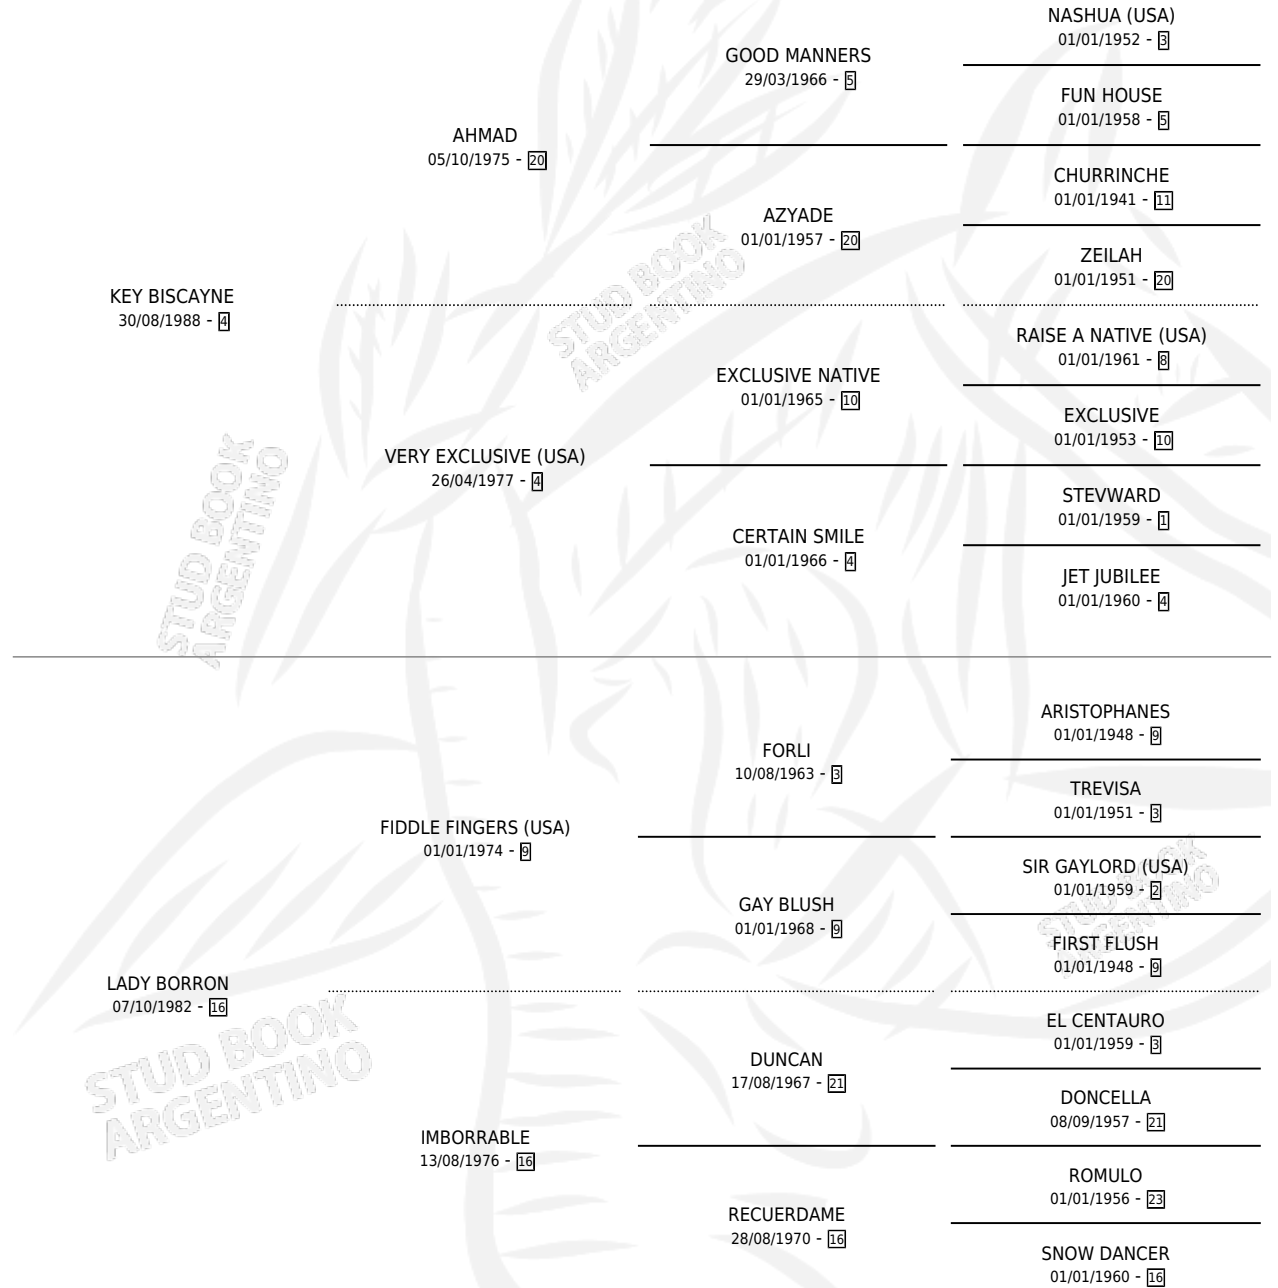 NASHUA (USA)
01/01/1952 - 3
GOOD MANNERS
29/03/1966 - 5
FUN HOUSE
01/01/1958 - 5
AHMAD
05/10/1975 - 20
CHURRINCHE
01/01/1941 - 11
AZYADE
01/01/1957 - 20
ZEILAH
01/01/1951 - 20
KEY BISCAYNE
30/08/1988 - 4
RAISE A NATIVE (USA)
01/01/1961 - 8
EXCLUSIVE NATIVE
01/01/1965 - 10
EXCLUSIVE
01/01/1953 - 10
VERY EXCLUSIVE (USA)
26/04/1977 - 4
STEVWARD
01/01/1959 - 1
CERTAIN SMILE
01/01/1966 - 4
JET JUBILEE
01/01/1960 - 4
STUD BOOK
ARGENTINO
STUD BOOK
ARGENTINO
ARISTOPHANES
01/01/1948 - 9
FORLI
10/08/1963 - 3
TREVISA
01/01/1951 - 3
FIDDLE FINGERS (USA)
01/01/1974 - 9
SIR GAYLORD (USA)
01/01/1959 - 2
GAY BLUSH
01/01/1968 - 9
FIRST FLUSH
01/01/1948 - 9
STUD BOOK
ARGENTINO
LADY BORRON
07/10/1982 - 16
EL CENTAURO
01/01/1959 - 3
DUNCAN
17/08/1967 - 21
DONCELLA
08/09/1957 - 21
IMBORRABLE
13/08/1976 - 16
ROMULO
01/01/1956 - 23
RECUERDAME
28/08/1970 - 16
SNOW DANCER
01/01/1960 - 16
STUD BOOK
ARGENTINO